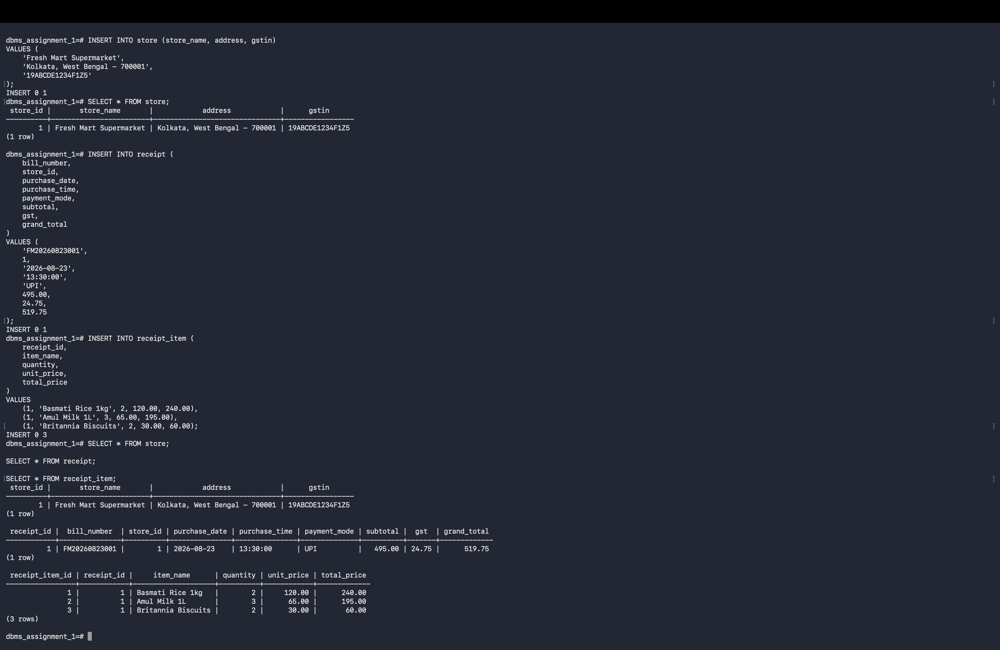 dbms_assignment_1=# INSERT INTO store (store_name, address, gstin)
VALUES (
    'Fresh Mart Supermarket',
    'Kolkata, West Bengal - 700001',
    '19ABCDE1234F1Z5'
[); ]
INSERT 0 1
[dbms_assignment_1=# SELECT * FROM store; ]
 store_id |       store_name       |            address            |      gstin
----------+------------------------+-------------------------------+-----------------
        1 | Fresh Mart Supermarket | Kolkata, West Bengal - 700001 | 19ABCDE1234F1Z5
(1 row)

dbms_assignment_1=# INSERT INTO receipt (
    bill_number,
    store_id,
    purchase_date,
    purchase_time,
    payment_mode,
    subtotal,
    gst,
    grand_total
)
VALUES (
    'FM20260823001',
    1,
    '2026-08-23',
    '13:30:00',
    'UPI',
    495.00,
    24.75,
    519.75
[); ]
INSERT 0 1
dbms_assignment_1=# INSERT INTO receipt_item (
    receipt_id,
    item_name,
    quantity,
    unit_price,
    total_price
)
VALUES
    (1, 'Basmati Rice 1kg', 2, 120.00, 240.00),
    (1, 'Amul Milk 1L', 3, 65.00, 195.00),
[    (1, 'Britannia Biscuits', 2, 30.00, 60.00); ]
INSERT 0 3
dbms_assignment_1=# SELECT * FROM store;

SELECT * FROM receipt;

[SELECT * FROM receipt_item; ]
 store_id |       store_name       |            address            |      gstin
----------+------------------------+-------------------------------+-----------------
        1 | Fresh Mart Supermarket | Kolkata, West Bengal - 700001 | 19ABCDE1234F1Z5
(1 row)

 receipt_id |  bill_number  | store_id | purchase_date | purchase_time | payment_mode | subtotal |  gst  | grand_total
------------+---------------+----------+---------------+---------------+--------------+----------+-------+-------------
          1 | FM20260823001 |        1 | 2026-08-23    | 13:30:00      | UPI          |   495.00 | 24.75 |      519.75
(1 row)

 receipt_item_id | receipt_id |     item_name      | quantity | unit_price | total_price
-----------------+------------+--------------------+----------+------------+-------------
               1 |          1 | Basmati Rice 1kg   |        2 |     120.00 |      240.00
               2 |          1 | Amul Milk 1L       |        3 |      65.00 |      195.00
               3 |          1 | Britannia Biscuits |        2 |      30.00 |       60.00
(3 rows)

dbms_assignment_1=#